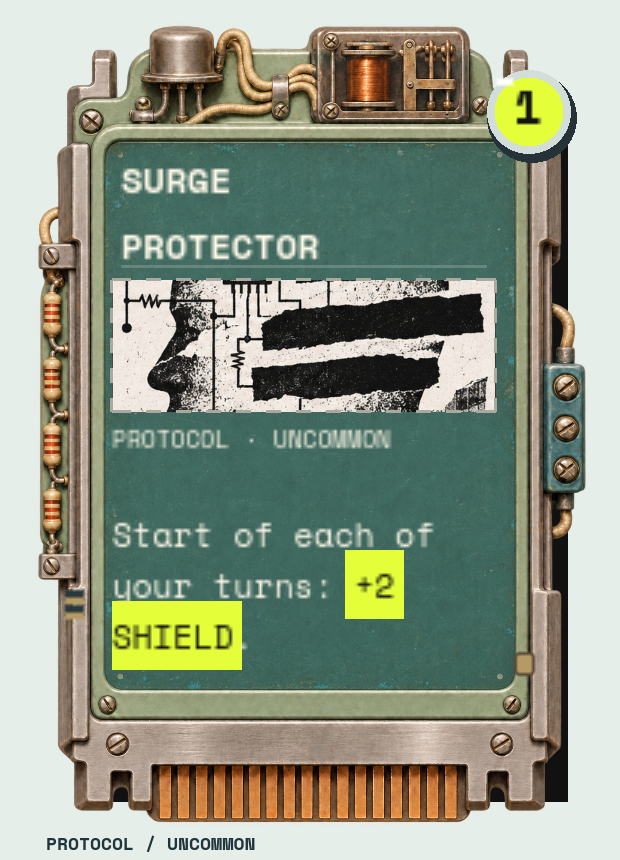 1
SURGE
PROTECTOR
PROTOCOL · UNCOMMON
Start of each of
your turns: +2
SHIELD.
PROTOCOL / UNCOMMON